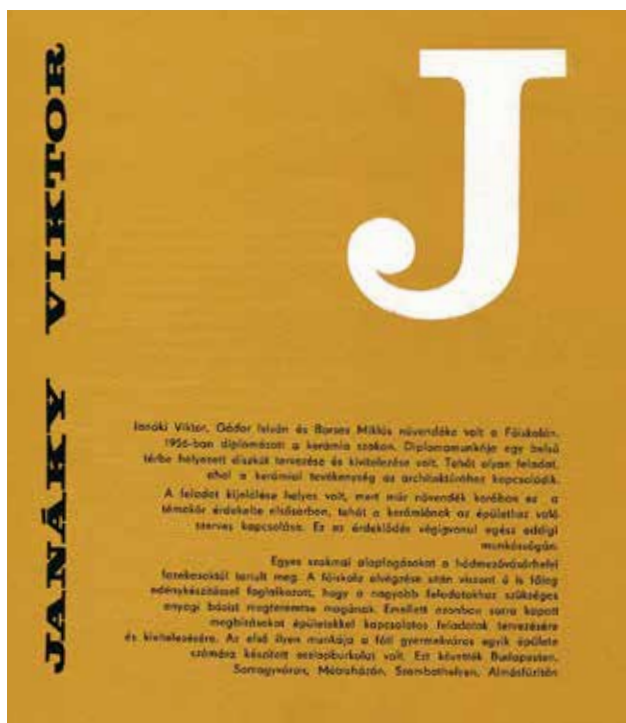 JANÁKY VIKTOR
J
Janáki Viktor, Gádor István és Borsos Miklós növendéke volt a Főiskolán.
1956-ban diplomázott a kerámia szakon. Diplomamunkája egy belső
térbe helyezett díszkút tervezése és kivitelezése volt. Tehát olyan feladat,
ahol a kerámiai tevékenység az architektúrához kapcsolódik.
A feladat kijelölése helyes volt, mert már növendék korában ez a
témakör érdekelte elsősorban, tehát a kerámiának az épülethez való
szerves kapcsolása. Ez az érdeklődés végigvonul egész eddigi
munkásságán.
Egyes szakmai alapfogásokat a hódmezővásárhelyi
fazekasoktól tanult meg. A főiskola elvégzése után viszont ő is főleg
edénykészítéssel foglalkozott, hogy a nagyobb feladatokhoz szükséges
anyagi bázist megteremtse magának. Emellett azonban sorra kapott
megbízásokat épületekkel kapcsolatos feladatok tervezésére
és kivitelezésére. Az első ilyen munkája a fóti gyermekváros egyik épülete
számára készített oszlopburkolat volt. Ezt követték Budapesten,
Somogyváron, Mátraházán, Szombathelyen, Almásfüzitőn